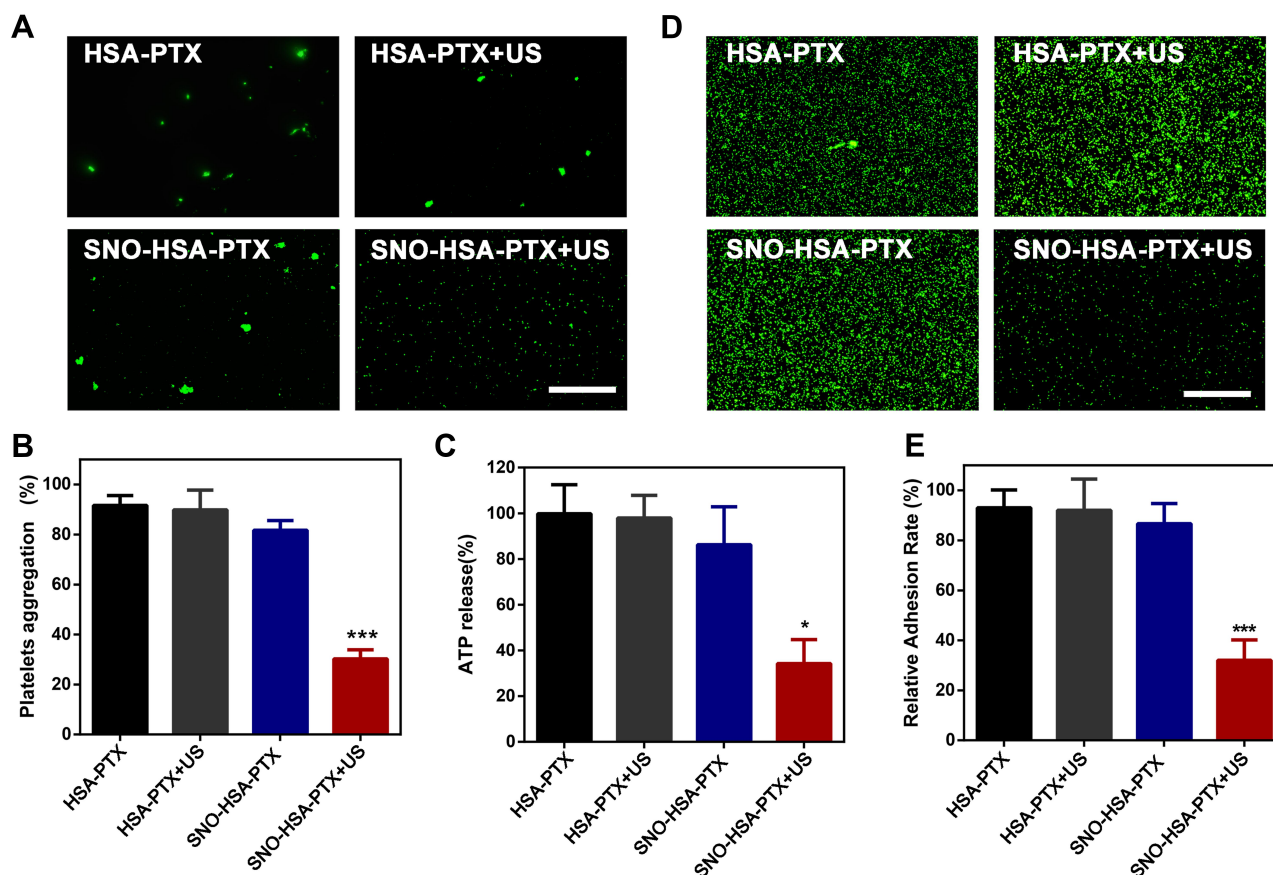 A
HSA-PTX
HSA-PTX+US
SNO-HSA-PTX
SNO-HSA-PTX+US
D
HSA-PTX
HSA-PTX+US
SNO-HSA-PTX
SNO-HSA-PTX+US
B
Platelets aggregation (%)
100
80
60
40
20
0
***
HSA-PTX
HSA-PTX+US
SNO-HSA-PTX
SNO-HSA-PTX+US
C
ATP release(%)
120
100
80
60
40
20
0
*
HSA-PTX
HSA-PTX+US
SNO-HSA-PTX
SNO-HSA-PTX+US
E
Relative Adhesion Rate (%)
100
80
60
40
20
0
***
HSA-PTX
HSA-PTX+US
SNO-HSA-PTX
SNO-HSA-PTX+US